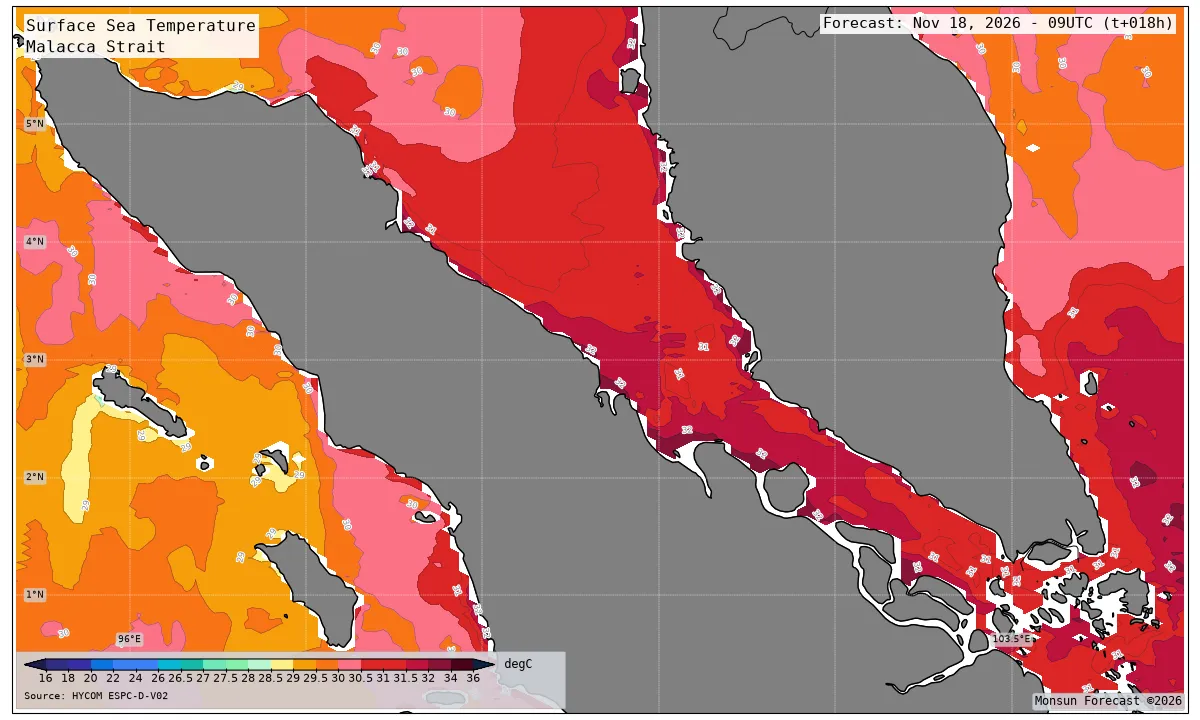 Surface Sea Temperature
Malacca Strait
Forecast: Nov 18, 2026 - 09UTC (t+018h)
5°N
4°N
3°N
2°N
1°N
96°E
103.5°E
degC
16 18 20 22 24 26 26.5 27 27.5 28 28.5 29 29.5 30 30.5 31 31.5 32 34 36
Source: HYCOM ESPC-D-V02
Monsun Forecast ©2026